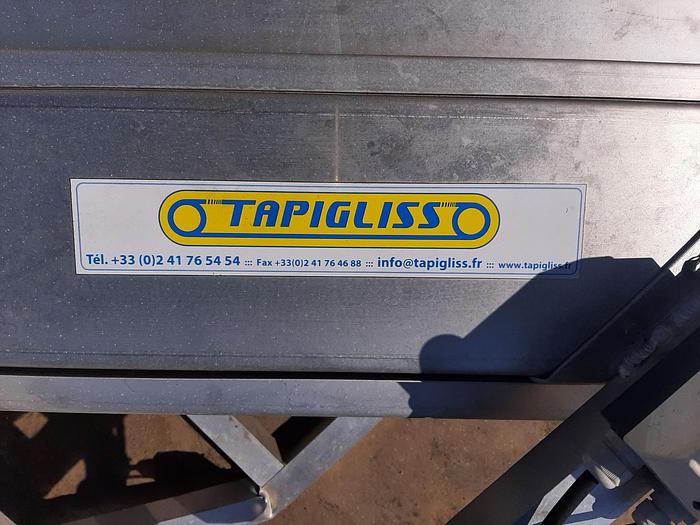 TAPIGLISS
Tél. +33 (0)2 41 76 54 54 ::: Fax +33(0)2 41 76 46 88 ::: info@tapigliss.fr ::: www.tapigliss.fr